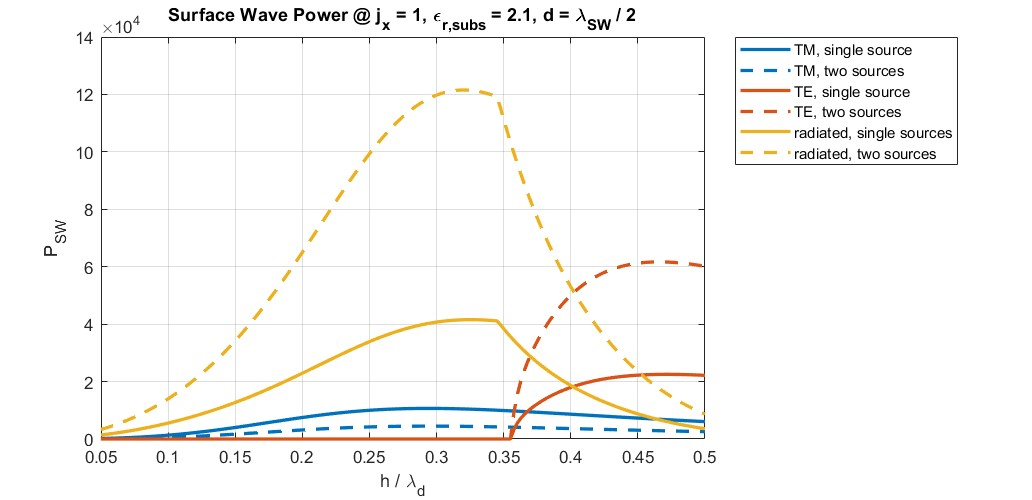 Surface Wave Power @ j_x = 1, ϵ_r,subs = 2.1, d = λ_SW / 2
×10^4
14
12
10
8
6
4
2
0
P_SW
0.05 0.1 0.15 0.2 0.25 0.3 0.35 0.4 0.45 0.5
h / λ_d
TM, single source
TM, two sources
TE, single source
TE, two sources
radiated, single sources
radiated, two sources